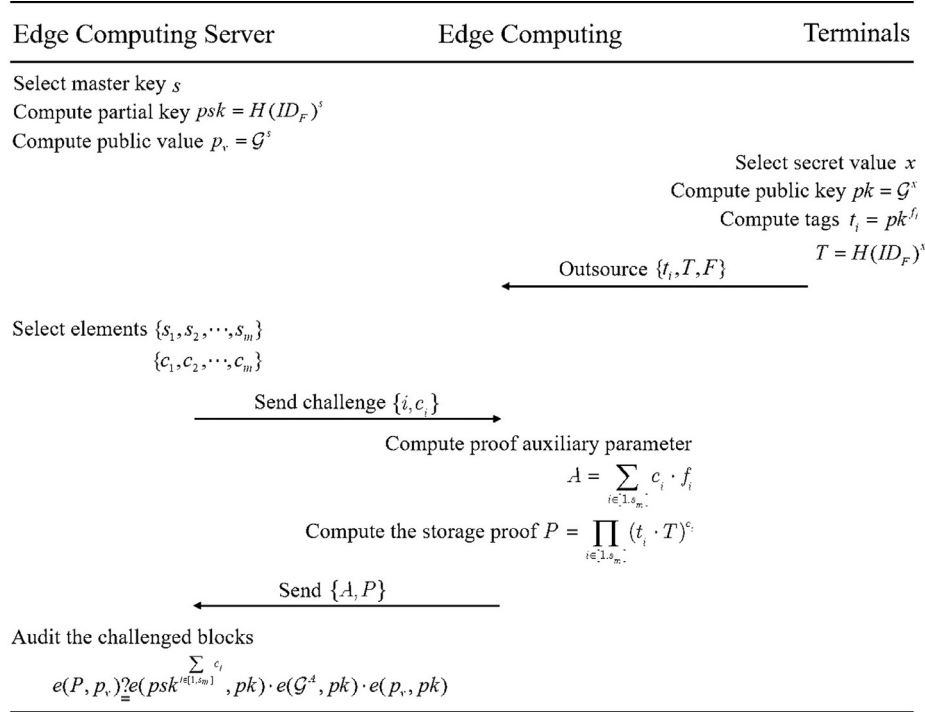 Edge Computing Server Edge Computing Terminals
Select master key s
Compute partial key psk = H(ID_F)^s
Compute public value p_v = 𝒢^s
Select secret value x
Compute public key pk = 𝒢^x
Compute tags t_i = pk^{f_i}
T = H(ID_F)^x
Outsource {t_i, T, F}
Select elements {s_1, s_2, ⋯, s_m}
{c_1, c_2, ⋯, c_m}
Send challenge {i, c_i}
Compute proof auxiliary parameter
A = ∑_{i∈[1,s_m]} c_i · f_i
Compute the storage proof P = ∏_{i∈[1,s_m]} (t_i · T)^{c_i}
Send {A, P}
Audit the challenged blocks
e(P, p_v) ?= e(psk^{∑_{i∈[1,s_m]} c_i}, pk) · e(𝒢^A, pk) · e(p_v, pk)